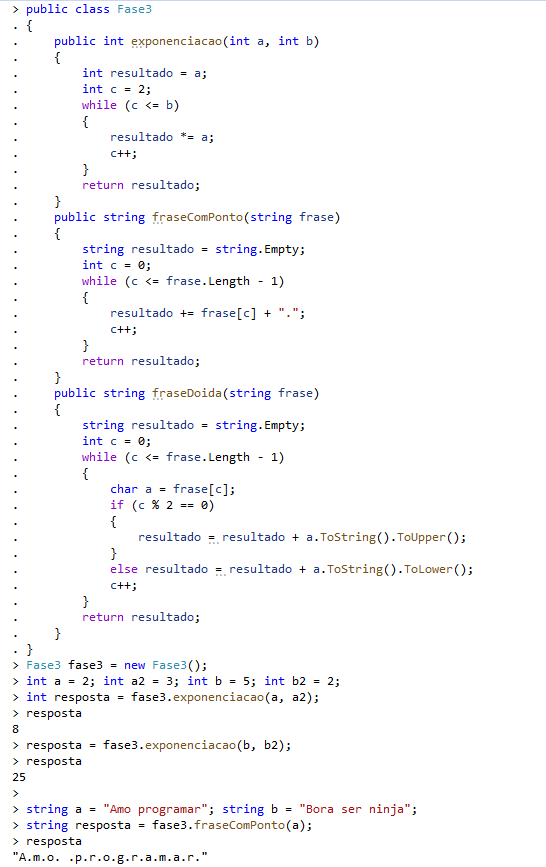 > public class Fase3
. {
.     public int exponenciacao(int a, int b)
.     {
.         int resultado = a;
.         int c = 2;
.         while (c <= b)
.         {
.             resultado *= a;
.             c++;
.         }
.         return resultado;
.     }
.     public string fraseComPonto(string frase)
.     {
.         string resultado = string.Empty;
.         int c = 0;
.         while (c <= frase.Length - 1)
.         {
.             resultado += frase[c] + ".";
.             c++;
.         }
.         return resultado;
.     }
.     public string fraseDoida(string frase)
.     {
.         string resultado = string.Empty;
.         int c = 0;
.         while (c <= frase.Length - 1)
.         {
.             char a = frase[c];
.             if (c % 2 == 0)
.             {
.                 resultado = resultado + a.ToString().ToUpper();
.             }
.             else resultado = resultado + a.ToString().ToLower();
.             c++;
.         }
.         return resultado;
.     }
. }
> Fase3 fase3 = new Fase3();
> int a = 2; int a2 = 3; int b = 5; int b2 = 2;
> int resposta = fase3.exponenciacao(a, a2);
> resposta
8
> resposta = fase3.exponenciacao(b, b2);
> resposta
25
>
> string a = "Amo programar"; string b = "Bora ser ninja";
> string resposta = fase3.fraseComPonto(a);
> resposta
"A.m.o. .p.r.o.g.r.a.m.a.r."